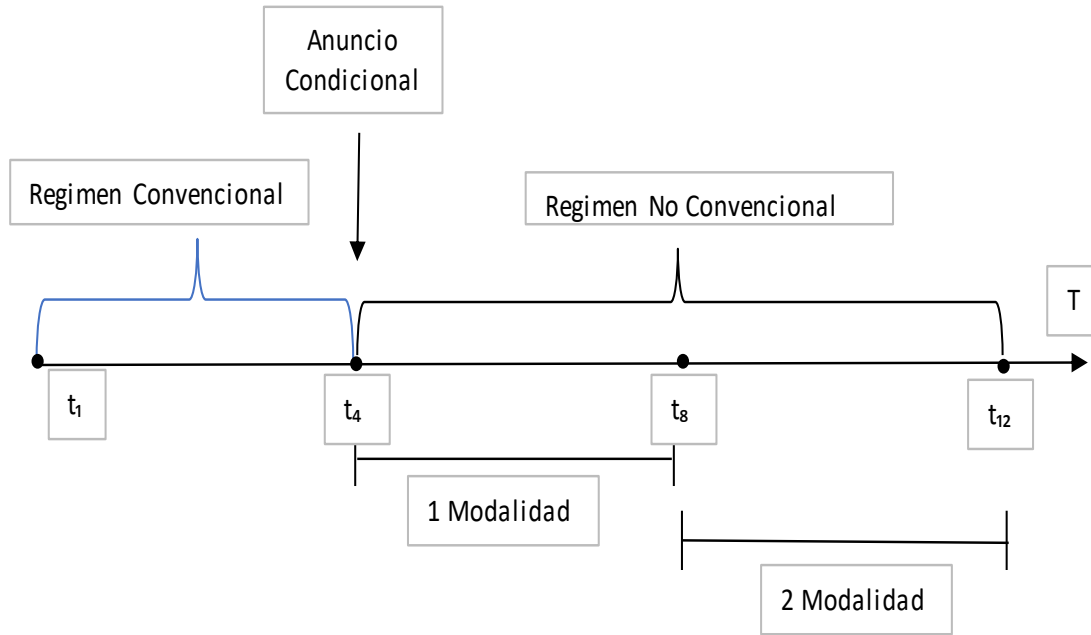 Anuncio
Condicional
Regimen Convencional
Regimen No Convencional
T
t₁
t₄
t₈
t₁₂
1 Modalidad
2 Modalidad